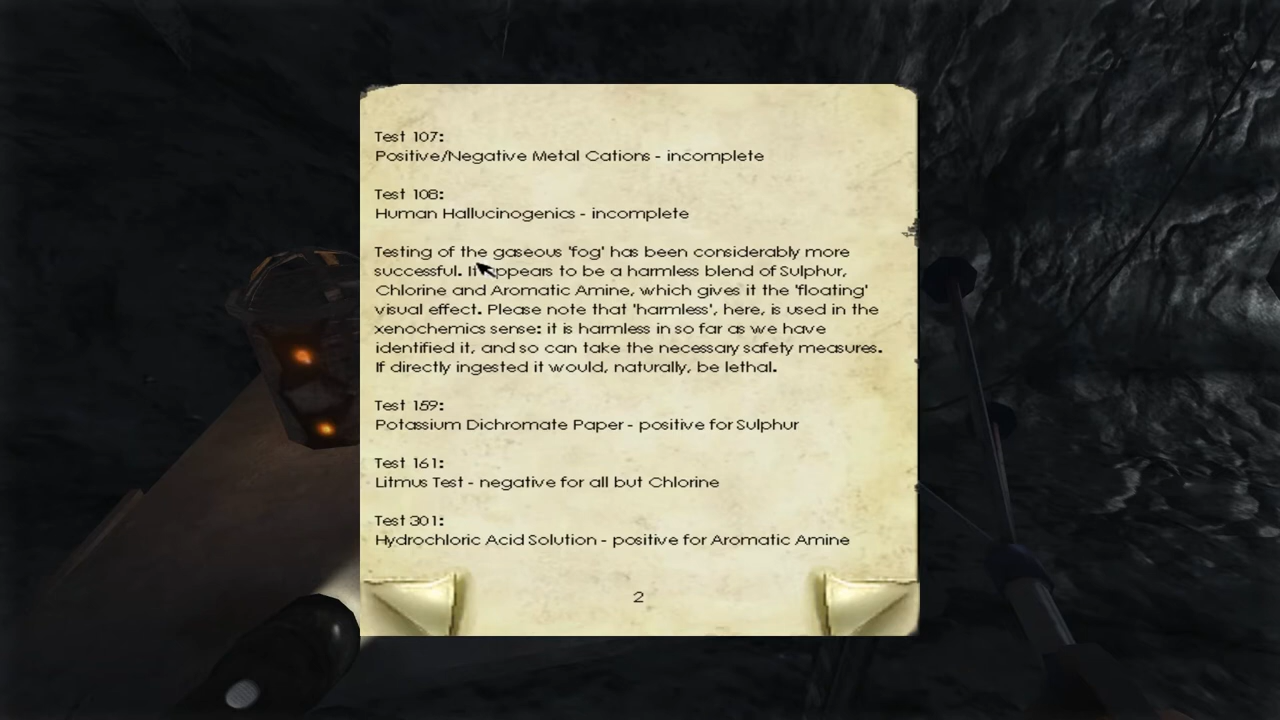 Test 107:
Positive/Negative Metal Cations - incomplete
Test 108:
Human Hallucinogenics - incomplete
Testing of the gaseous 'fog' has been considerably more
successful. It appears to be a harmless blend of Sulphur,
Chlorine and Aromatic Amine, which gives it the 'floating'
visual effect. Please note that 'harmless', here, is used in the
xenochemics sense: it is harmless in so far as we have
identified it, and so can take the necessary safety measures.
If directly ingested it would, naturally, be lethal.
Test 159:
Potassium Dichromate Paper - positive for Sulphur
Test 161:
Litmus Test - negative for all but Chlorine
Test 301:
Hydrochloric Acid Solution - positive for Aromatic Amine
2